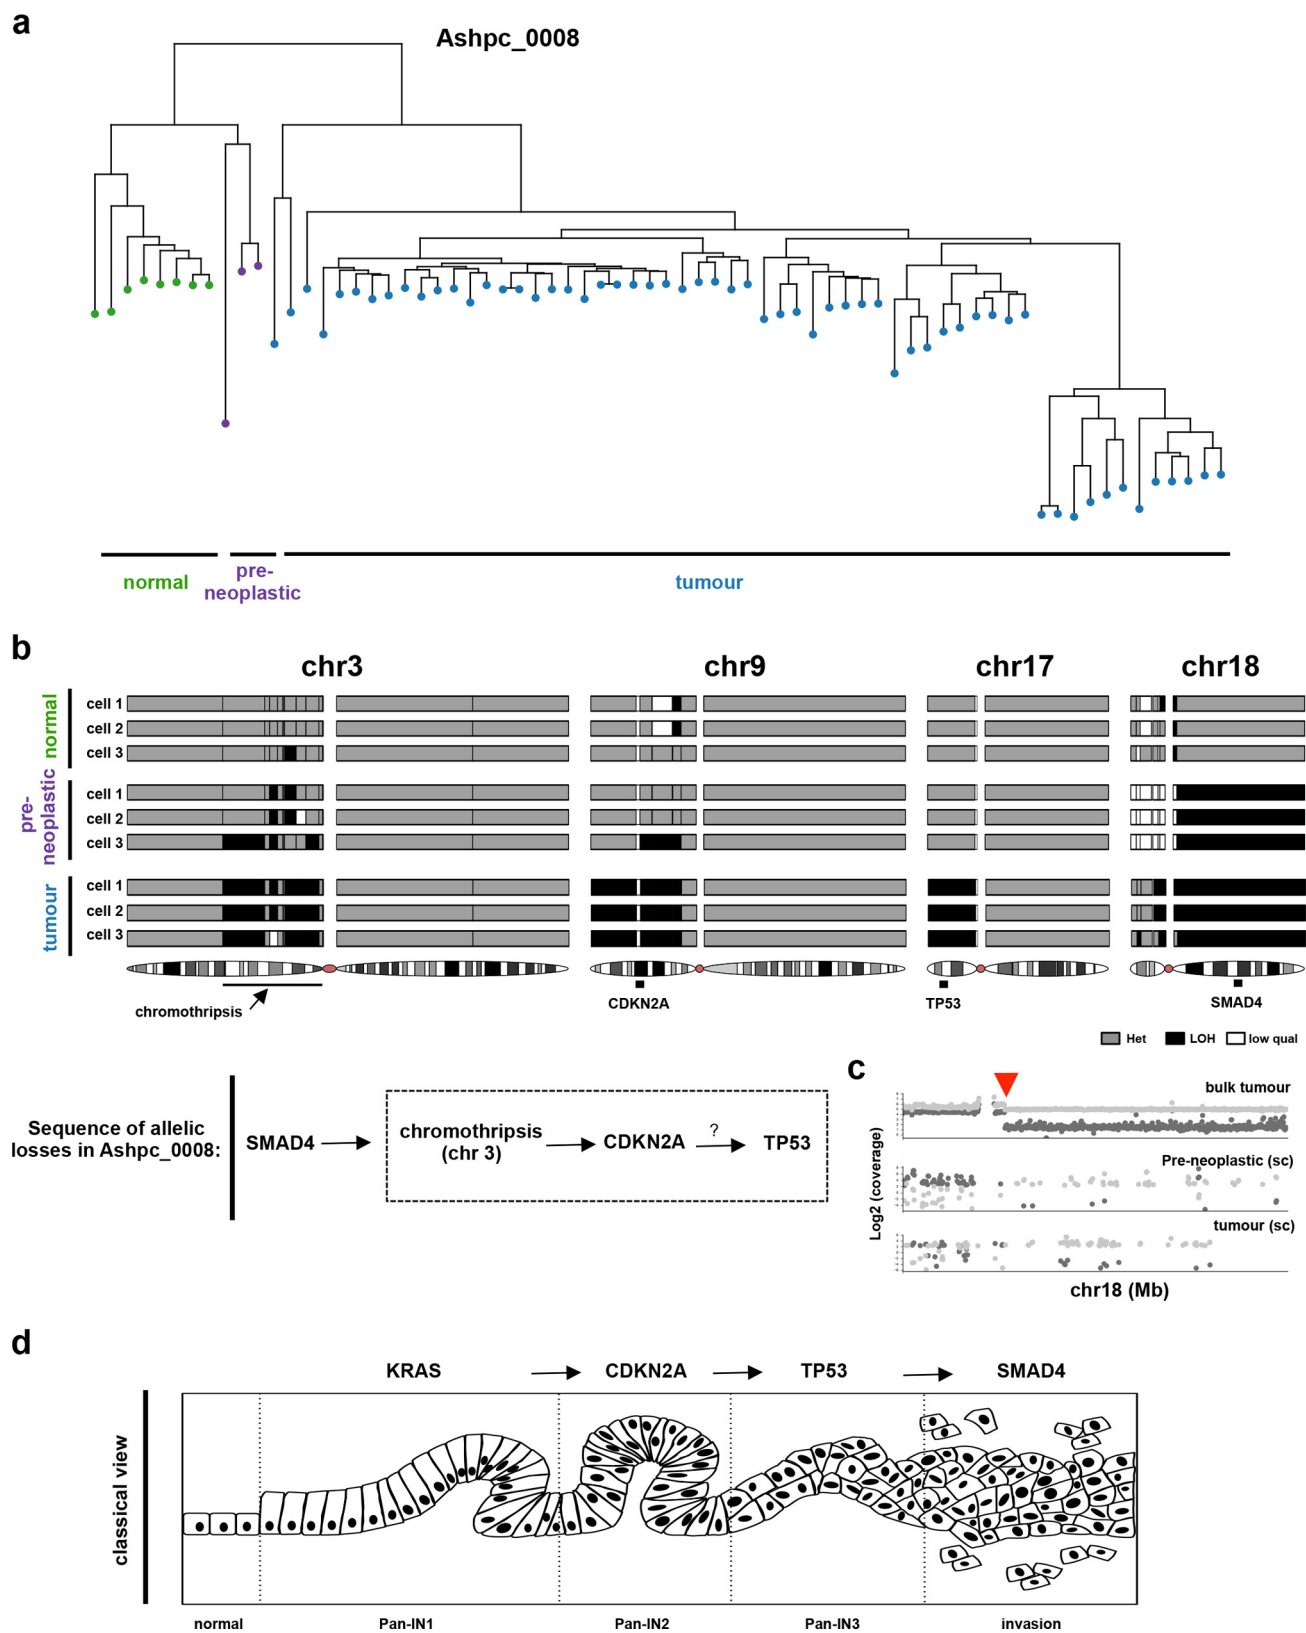 a
Ashpc_0008
normal
pre-
neoplastic
tumour
b
chr3 chr9 chr17 chr18
normal
cell 1
cell 2
cell 3
pre-
neoplastic
cell 1
cell 2
cell 3
tumour
cell 1
cell 2
cell 3
chromothripsis
CDKN2A
TP53
SMAD4
Het LOH low qual
Sequence of allelic
losses in Ashpc_0008:
SMAD4
chromothripsis
(chr 3)
CDKN2A
?
TP53
c
bulk tumour
Pre-neoplastic (sc)
tumour (sc)
Log2 (coverage)
chr18 (Mb)
d
KRAS CDKN2A TP53 SMAD4
classical view
normal Pan-IN1 Pan-IN2 Pan-IN3 invasion